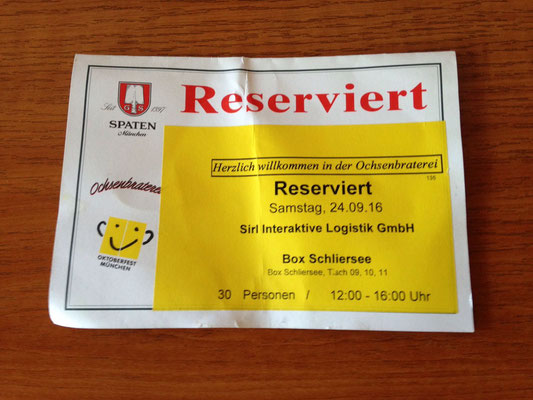 Reserviert
Seit 1397
SPATEN
München
Ochsenbraterei
OKTOBERFEST
MÜNCHEN
Herzlich willkommen in der Ochsenbraterei
136
Reserviert
Samstag, 24.09.16
Sirl Interaktive Logistik GmbH
Box Schliersee
Box Schliersee, 09, 10, 11
30 Personen / 12:00 - 16:00 Uhr